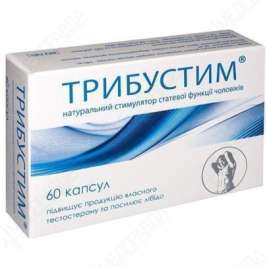 ТРИБУСТИМ®
натуральний стимулятор статевої функції чоловіків
60 капсул
підвищує продукцію власного
тестостерону та посилює лібідо